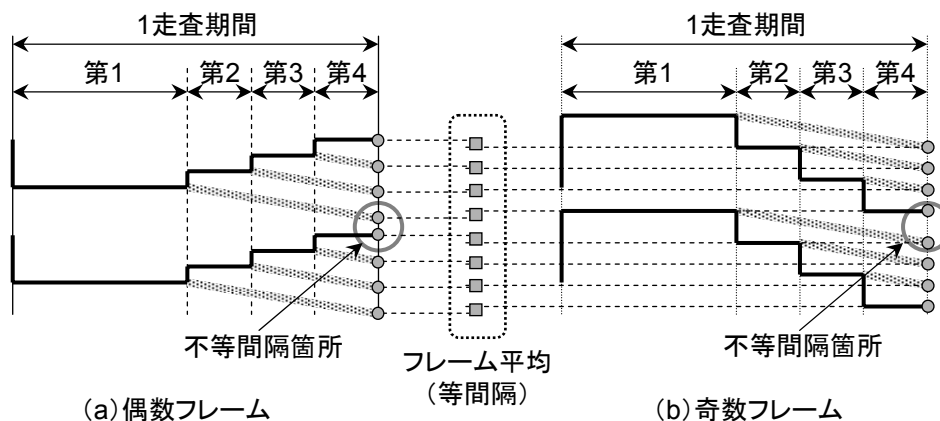 1走査期間
第1 第2 第3 第4
不等間隔箇所
(a)偶数フレーム
フレーム平均
(等間隔)
1走査期間
第1 第2 第3 第4
不等間隔箇所
(b)奇数フレーム